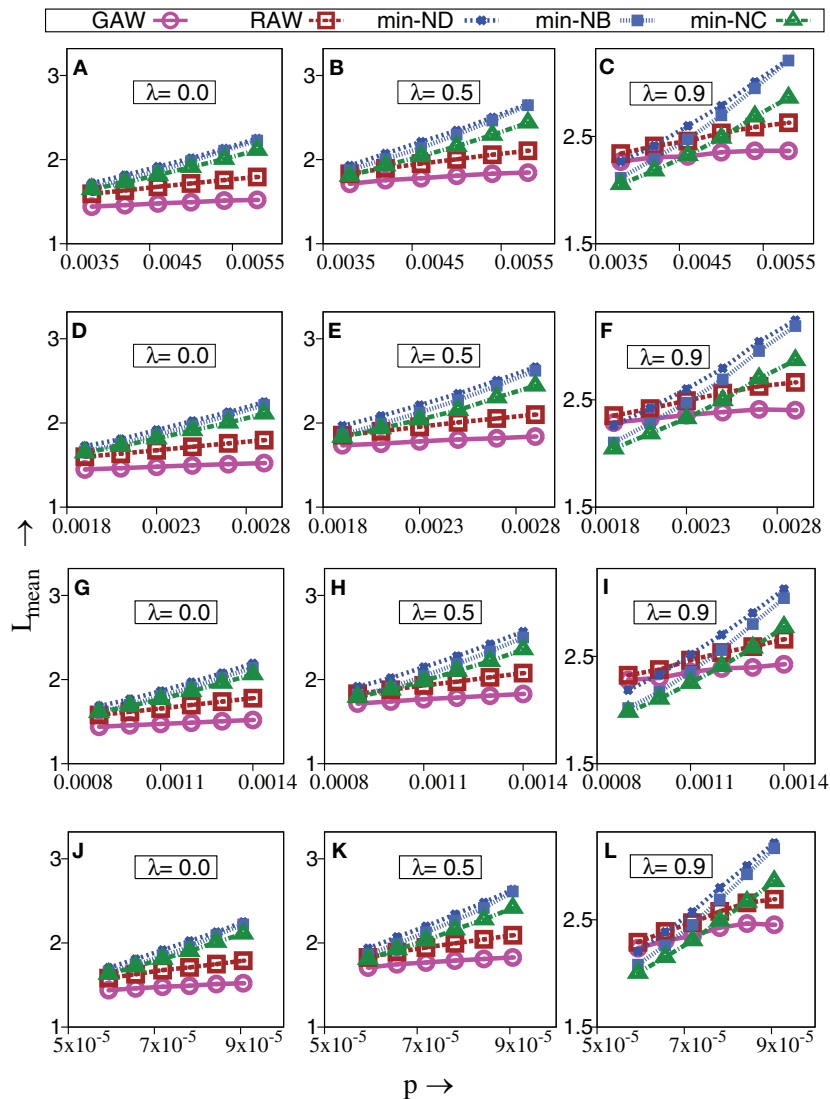 GAW RAW min-ND min-NB min-NC
A λ= 0.0 3 2 1 0.0035 0.0045 0.0055
B λ= 0.5 3 2 1 0.0035 0.0045 0.0055
C λ= 0.9 2.5 1.5 0.0035 0.0045 0.0055
D λ= 0.0 3 2 1 0.0018 0.0023 0.0028
E λ= 0.5 3 2 1 0.0018 0.0023 0.0028
F λ= 0.9 2.5 1.5 0.0018 0.0023 0.0028
L_mean →
G λ= 0.0 3 2 1 0.0008 0.0011 0.0014
H λ= 0.5 3 2 1 0.0008 0.0011 0.0014
I λ= 0.9 2.5 1.5 0.0008 0.0011 0.0014
J λ= 0.0 3 2 1 5x10⁻⁵ 7x10⁻⁵ 9x10⁻⁵
K λ= 0.5 3 2 1 5x10⁻⁵ 7x10⁻⁵ 9x10⁻⁵
L λ= 0.9 2.5 1.5 5x10⁻⁵ 7x10⁻⁵ 9x10⁻⁵
p →